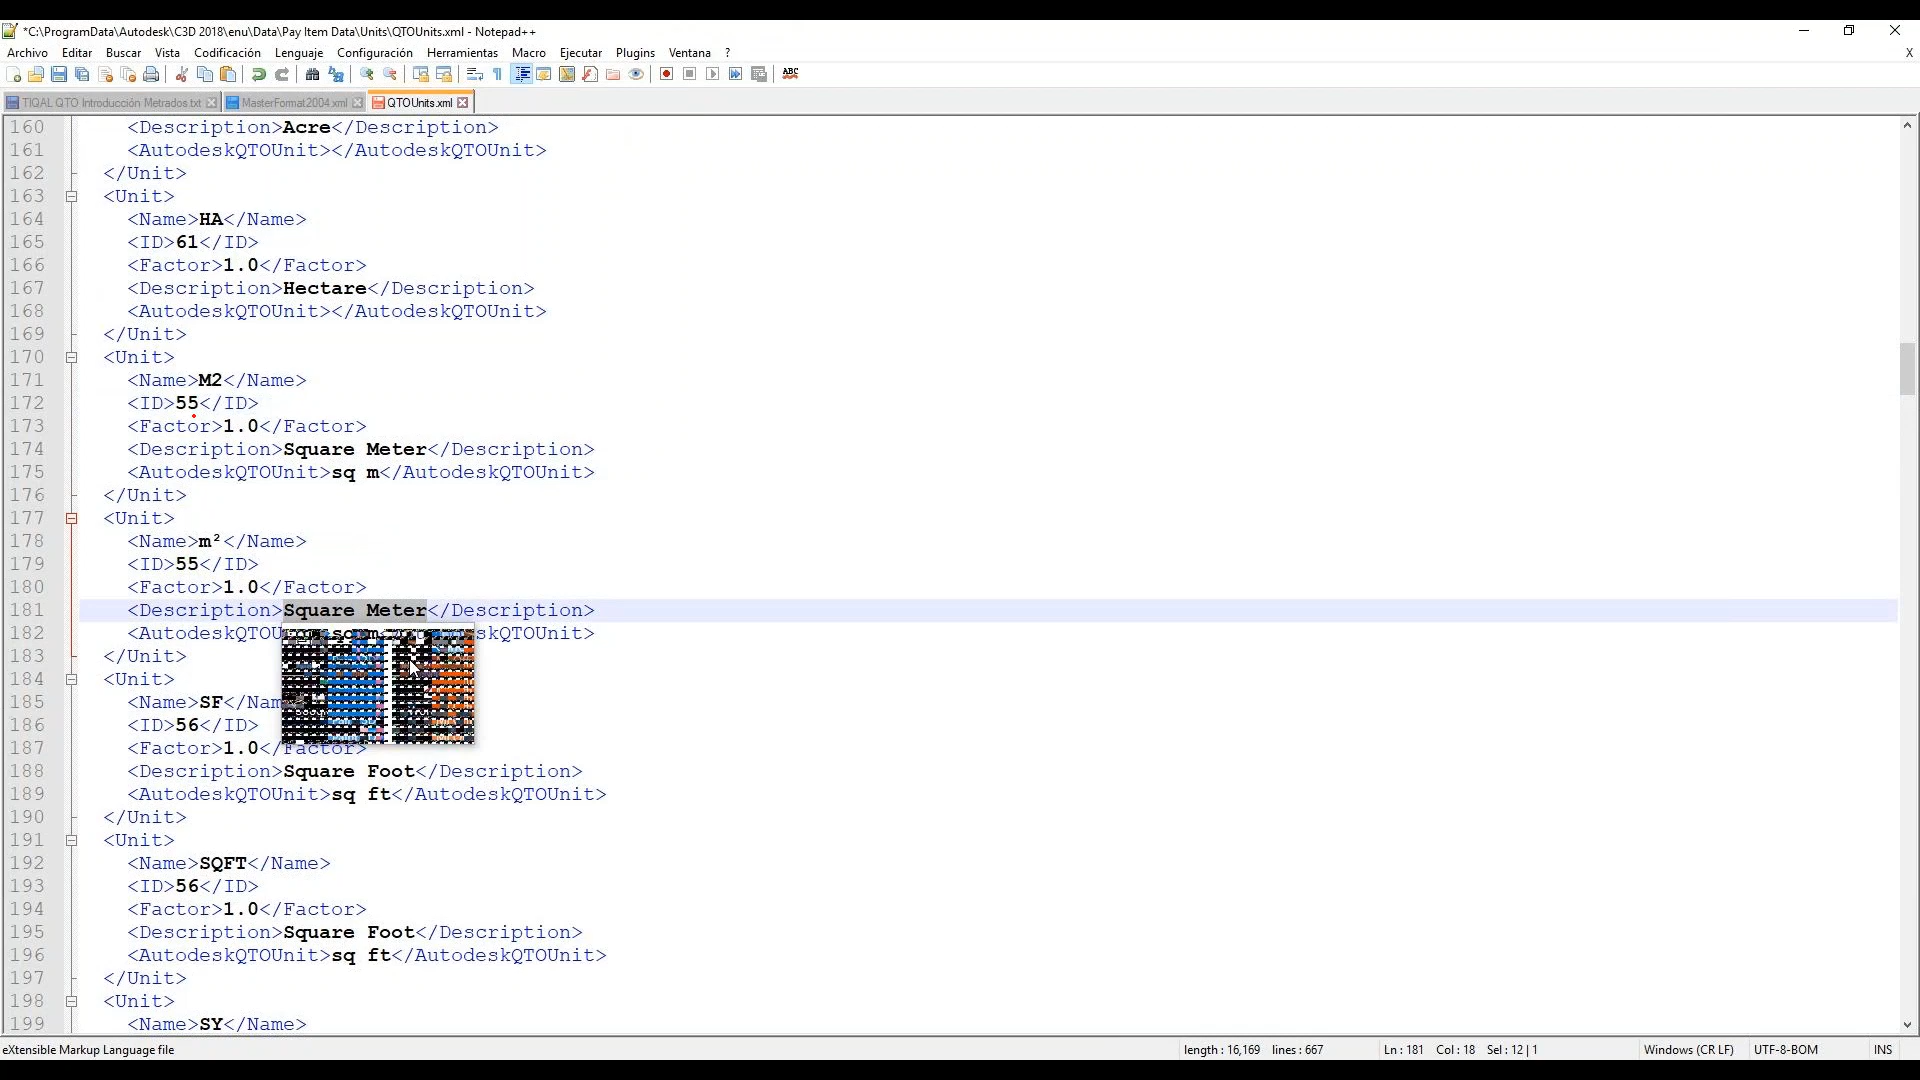 *C:\ProgramData\Autodesk\C3D 2018\enu\Data\Pay Item Data\Units\QTOUnits.xml - Notepad++
Archivo Editar Buscar Vista Codificación Lenguaje Configuración Herramientas Macro Ejecutar Plugins Ventana ? X
ABC
TIQAL QTO Introducción Metrados.txt MasterFormat2004.xml QTOUnits.xml
160 <Description>Acre</Description>
161 <AutodeskQTOUnit></AutodeskQTOUnit>
162 </Unit>
163 <Unit>
164 <Name>HA</Name>
165 <ID>61</ID>
166 <Factor>1.0</Factor>
167 <Description>Hectare</Description>
168 <AutodeskQTOUnit></AutodeskQTOUnit>
169 </Unit>
170 <Unit>
171 <Name>M2</Name>
172 <ID>55</ID>
173 <Factor>1.0</Factor>
174 <Description>Square Meter</Description>
175 <AutodeskQTOUnit>sq m</AutodeskQTOUnit>
176 </Unit>
177 <Unit>
178 <Name>m²</Name>
179 <ID>55</ID>
180 <Factor>1.0</Factor>
181 <Description>Square Meter</Description>
182
183 </Unit>
184 <Unit>
185 <Name>SF
186 <ID>56</ID>
187 <Factor>1.0</Factor>
188 <Description>Square Foot</Description>
189 <AutodeskQTOUnit>sq ft</AutodeskQTOUnit>
190 </Unit>
191 <Unit>
192 <Name>SQFT</Name>
193 <ID>56</ID>
194 <Factor>1.0</Factor>
195 <Description>Square Foot</Description>
196 <AutodeskQTOUnit>sq ft</AutodeskQTOUnit>
197 </Unit>
198 <Unit>
199 <Name>SY</Name>
eXtensible Markup Language file length : 16,169 lines : 667 Ln : 181 Col : 18 Sel : 12 | 1 Windows (CR LF) UTF-8-BOM INS